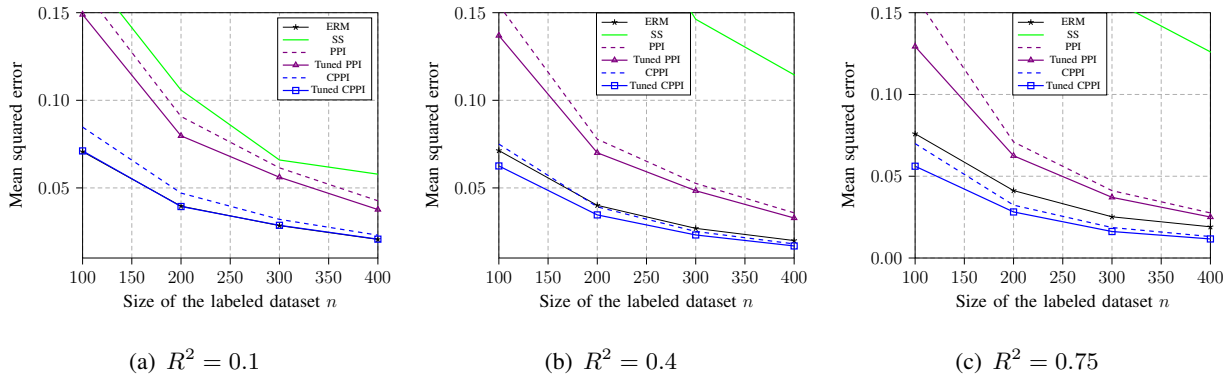 Mean squared error
0.15
0.10
0.05
100 150 200 250 300 350 400
Size of the labeled dataset n
ERM
SS
PPI
Tuned PPI
CPPI
Tuned CPPI
(a) R² = 0.1
Mean squared error
0.15
0.10
0.05
100 150 200 250 300 350 400
Size of the labeled dataset n
ERM
SS
PPI
Tuned PPI
CPPI
Tuned CPPI
(b) R² = 0.4
Mean squared error
0.15
0.10
0.05
0.00
100 150 200 250 300 350 400
Size of the labeled dataset n
ERM
SS
PPI
Tuned PPI
CPPI
Tuned CPPI
(c) R² = 0.75